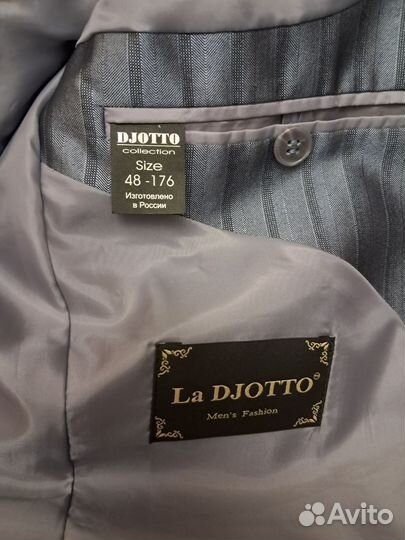 DJOTTO
collection
Size
48 -176
Изготовлено
в России
La DJOTTO®
Men's Fashion
Avito